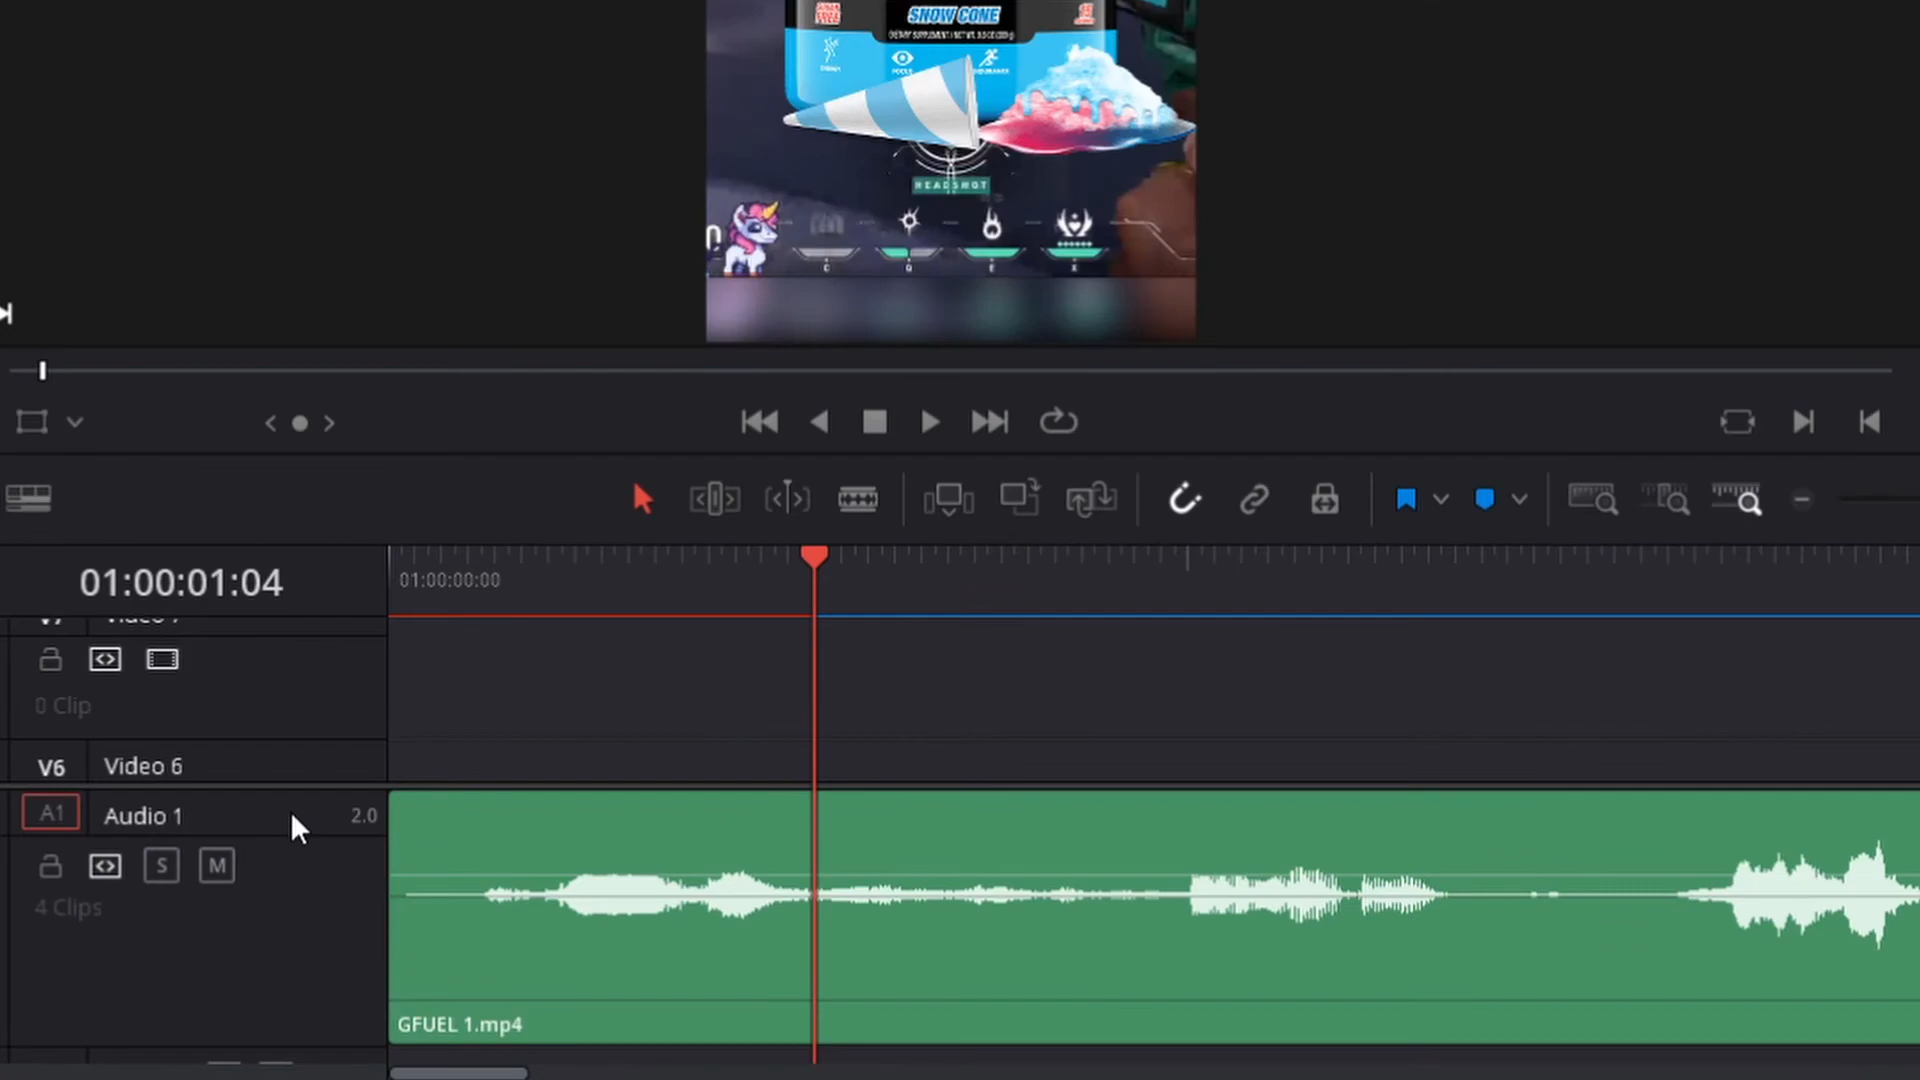 SNOW CONE
HEADSHOT
C Q E X
01:00:01:04
01:00:00:00
0 Clip
V6 Video 6
A1 Audio 1 2.0
S M
4 Clips
GFUEL 1.mp4